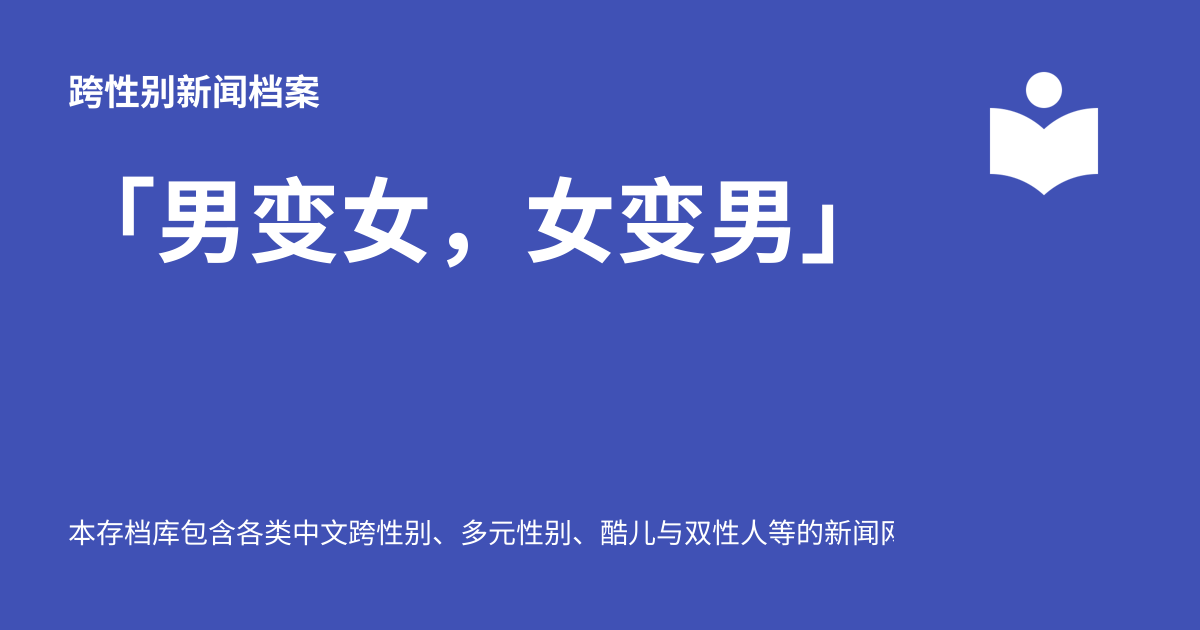 跨性别新闻档案
「男变女，女变男」
本存档库包含各类中文跨性别、多元性别、酷儿与双性人等的新闻